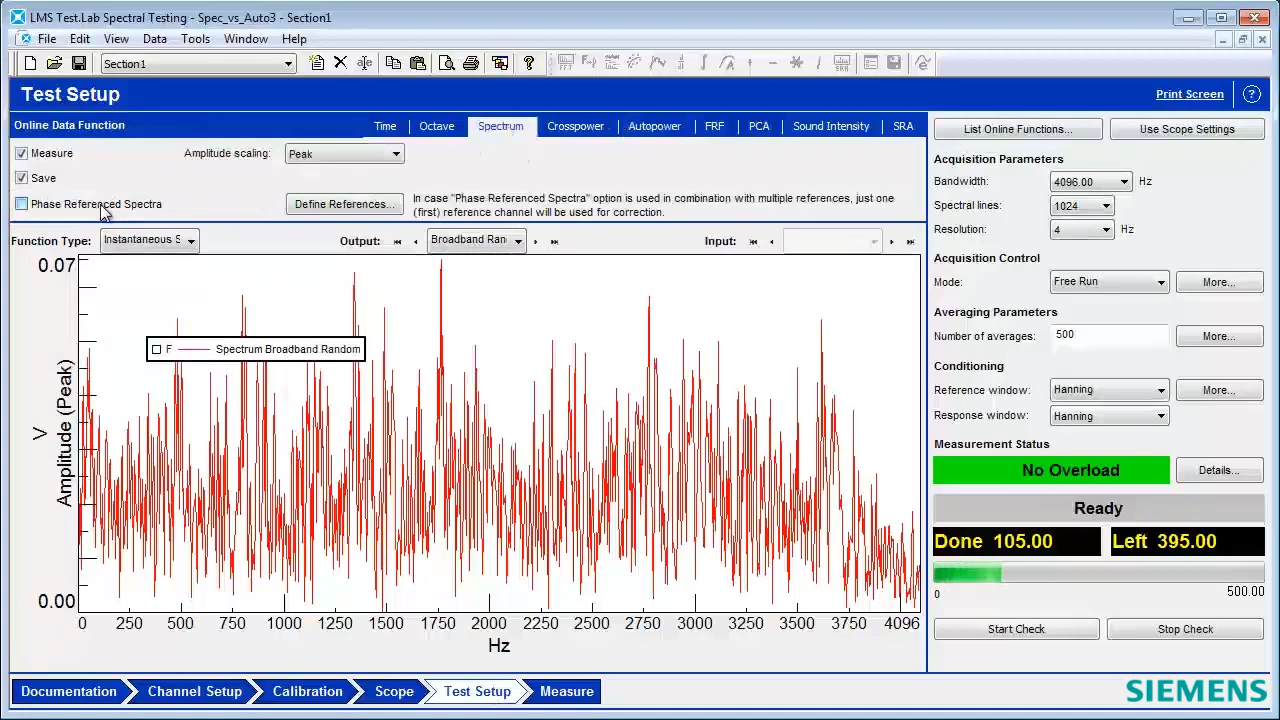 LMS Test.Lab Spectral Testing - Spec_vs_Auto3 - Section1
File Edit View Data Tools Window Help
Section1
Test Setup
Print Screen
Online Data Function
Time Octave Spectrum Crosspower Autopower FRF PCA Sound Intensity SRA
Measure
Amplitude scaling: Peak
Save
Phase Referenced Spectra
Define References...
In case "Phase Referenced Spectra" option is used in combination with multiple references, just one
(first) reference channel will be used for correction.
Function Type: Instantaneous S
Output: Broadband Ran
Input:
0.07
F Spectrum Broadband Random
V
Amplitude (Peak)
0.00
0 250 500 750 1000 1250 1500 1750 2000 2250 2500 2750 3000 3250 3500 3750 4096
Hz
List Online Functions... Use Scope Settings
Acquisition Parameters
Bandwidth: 4096.00 Hz
Spectral lines: 1024
Resolution: 4 Hz
Acquisition Control
Mode: Free Run More...
Averaging Parameters
Number of averages: 500 More...
Conditioning
Reference window: Hanning More...
Response window: Hanning
Measurement Status
No Overload Details...
Ready
Done 105.00 Left 395.00
0 500.00
Start Check Stop Check
Documentation Channel Setup Calibration Scope Test Setup Measure
SIEMENS